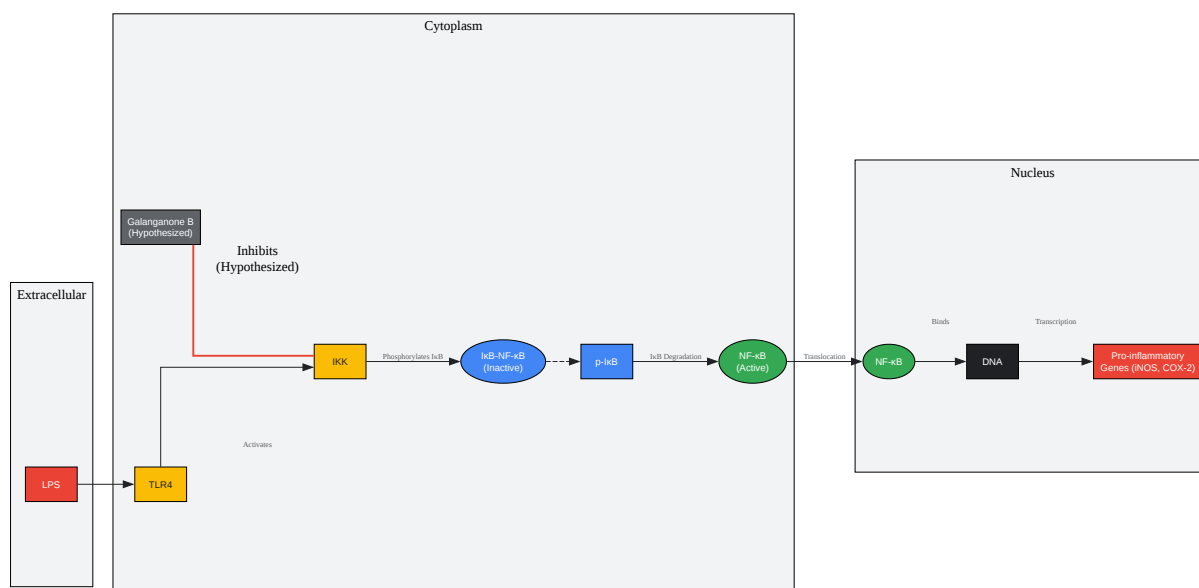 Cytoplasm
Nucleus
Galanganone B
(Hypothesized)
Inhibits
(Hypothesized)
Extracellular
Binds
Transcription
IKK
Phosphorylates IκB
IκB-NF-κB
(Inactive)
p-IκB
IκB Degradation
NF-κB
(Active)
Translocation
NF-κB
DNA
Pro-inflammatory
Genes (iNOS, COX-2)
Activates
LPS
TLR4